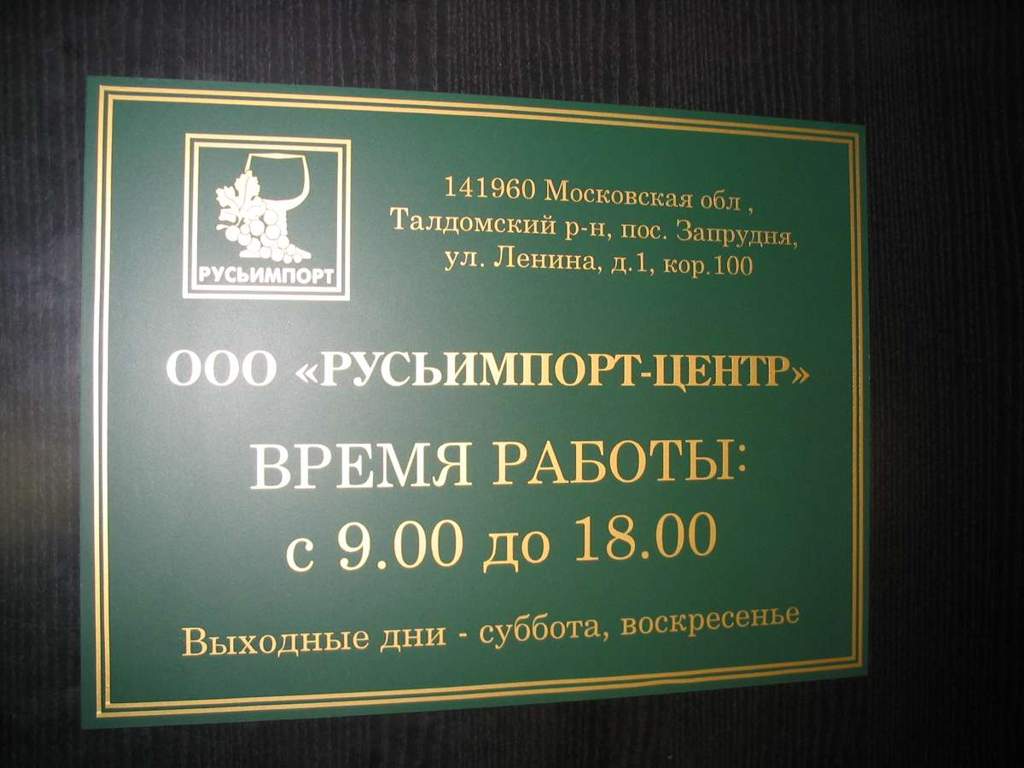 РУСЬИМПОРТ
141960 Московская обл ,
Талдомский р-н, пос. Запрудня,
ул. Ленина, д.1, кор.100
ООО «РУСЬИМПОРТ-ЦЕНТР»
ВРЕМЯ РАБОТЫ:
с 9.00 до 18.00
Выходные дни - суббота, воскресенье